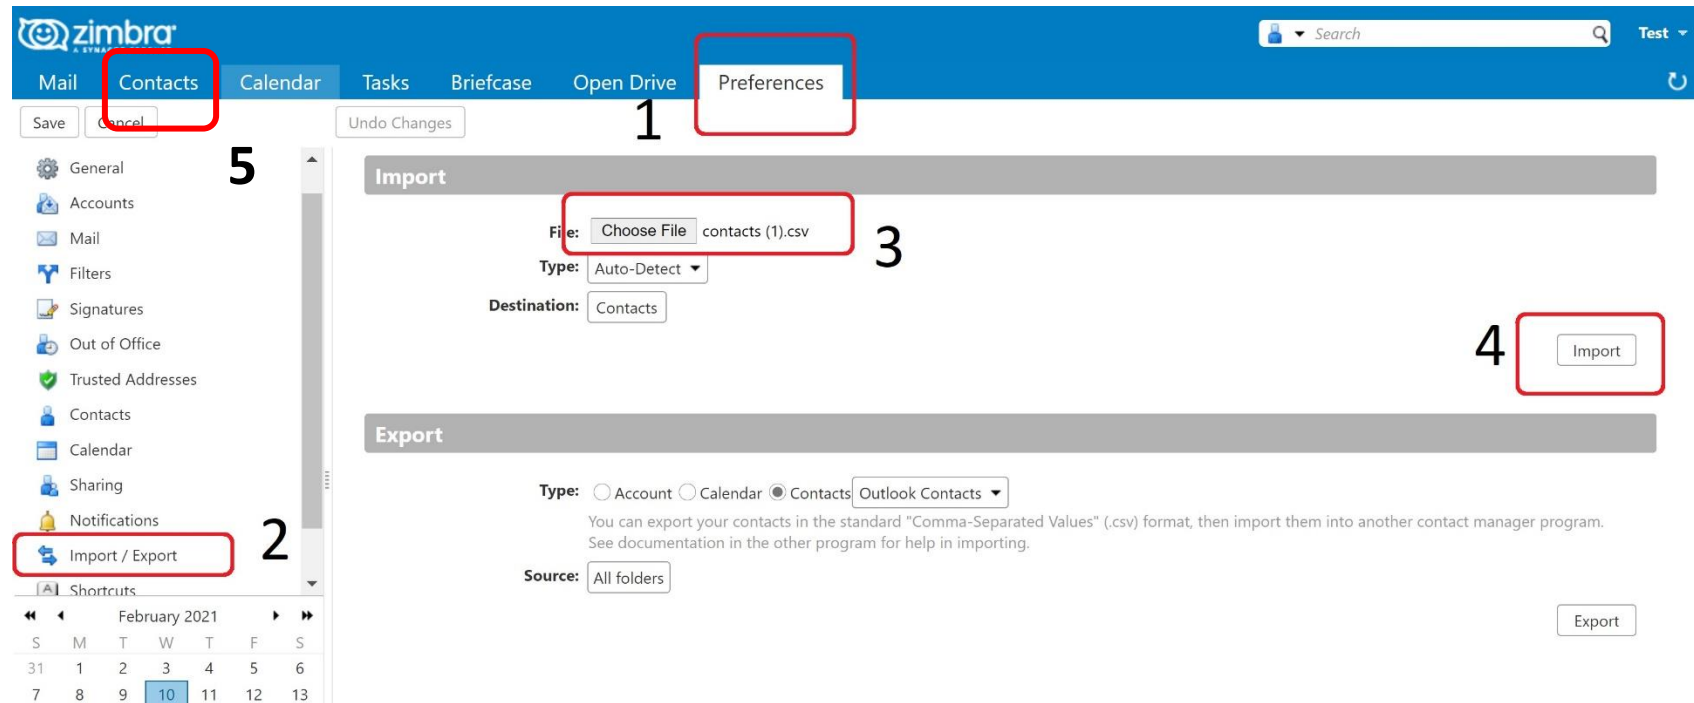 zimbra
A SYNACOR PRODUCT
Search
Test
Mail Contacts Calendar Tasks Briefcase Open Drive Preferences
Save Cancel Undo Changes
1
5
General
Accounts
Mail
Filters
Signatures
Out of Office
Trusted Addresses
Contacts
Calendar
Sharing
Notifications
Import / Export
2
Shortcuts
February 2021
S M T W T F S
31 1 2 3 4 5 6
7 8 9 10 11 12 13
Import
File: Choose File contacts (1).csv
3
Type: Auto-Detect
Destination: Contacts
4
Import
Export
Type: Account Calendar Contacts Outlook Contacts
You can export your contacts in the standard "Comma-Separated Values" (.csv) format, then import them into another contact manager program.
See documentation in the other program for help in importing.
Source: All folders
Export